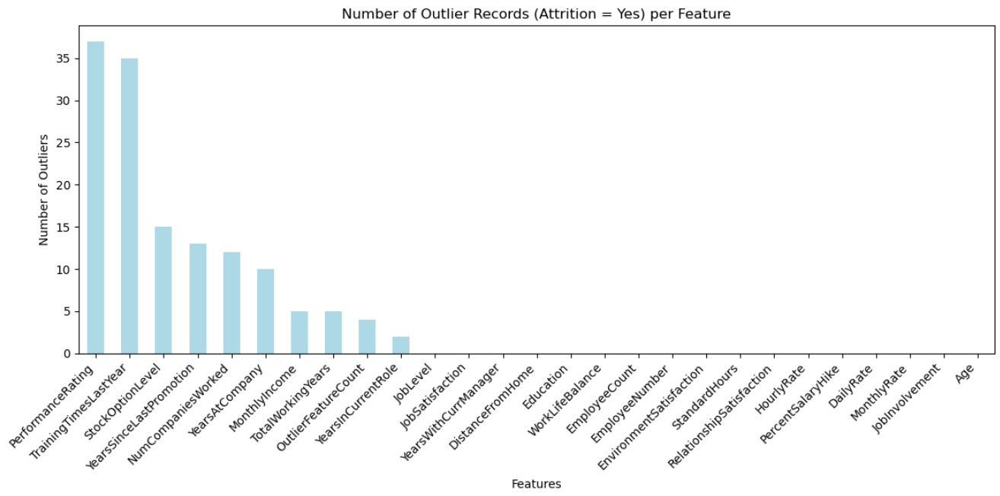 Number of Outlier Records (Attrition = Yes) per Feature
Number of Outliers
35
30
25
20
15
10
5
0
PerformanceRating
TrainingTimesLastYear
StockOptionLevel
YearsSinceLastPromotion
NumCompaniesWorked
YearsAtCompany
MonthlyIncome
TotalWorkingYears
OutlierFeatureCount
YearsInCurrentRole
JobLevel
JobSatisfaction
YearsWithCurrManager
DistanceFromHome
Education
WorkLifeBalance
EmployeeCount
EmployeeNumber
EnvironmentSatisfaction
StandardHours
RelationshipSatisfaction
HourlyRate
PercentSalaryHike
DailyRate
MonthlyRate
JobInvolvement
Age
Features